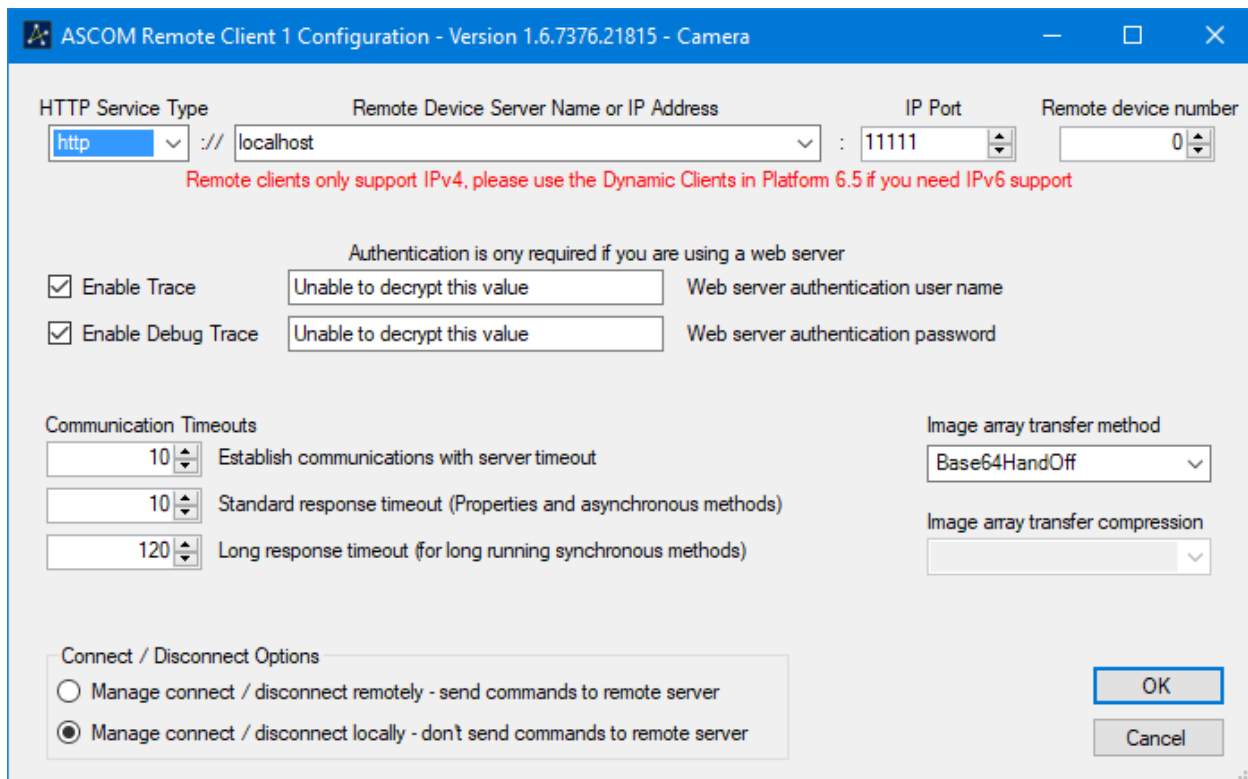 ASCOM Remote Client 1 Configuration - Version 1.6.7376.21815 - Camera
HTTP Service Type Remote Device Server Name or IP Address IP Port Remote device number
http :// localhost : 11111 0
Remote clients only support IPv4, please use the Dynamic Clients in Platform 6.5 if you need IPv6 support
Authentication is ony required if you are using a web server
Enable Trace Unable to decrypt this value Web server authentication user name
Enable Debug Trace Unable to decrypt this value Web server authentication password
Communication Timeouts Image array transfer method
10 Establish communications with server timeout Base64HandOff
10 Standard response timeout (Properties and asynchronous methods)
Image array transfer compression
120 Long response timeout (for long running synchronous methods)
Connect / Disconnect Options
Manage connect / disconnect remotely - send commands to remote server OK
Manage connect / disconnect locally - don't send commands to remote server Cancel